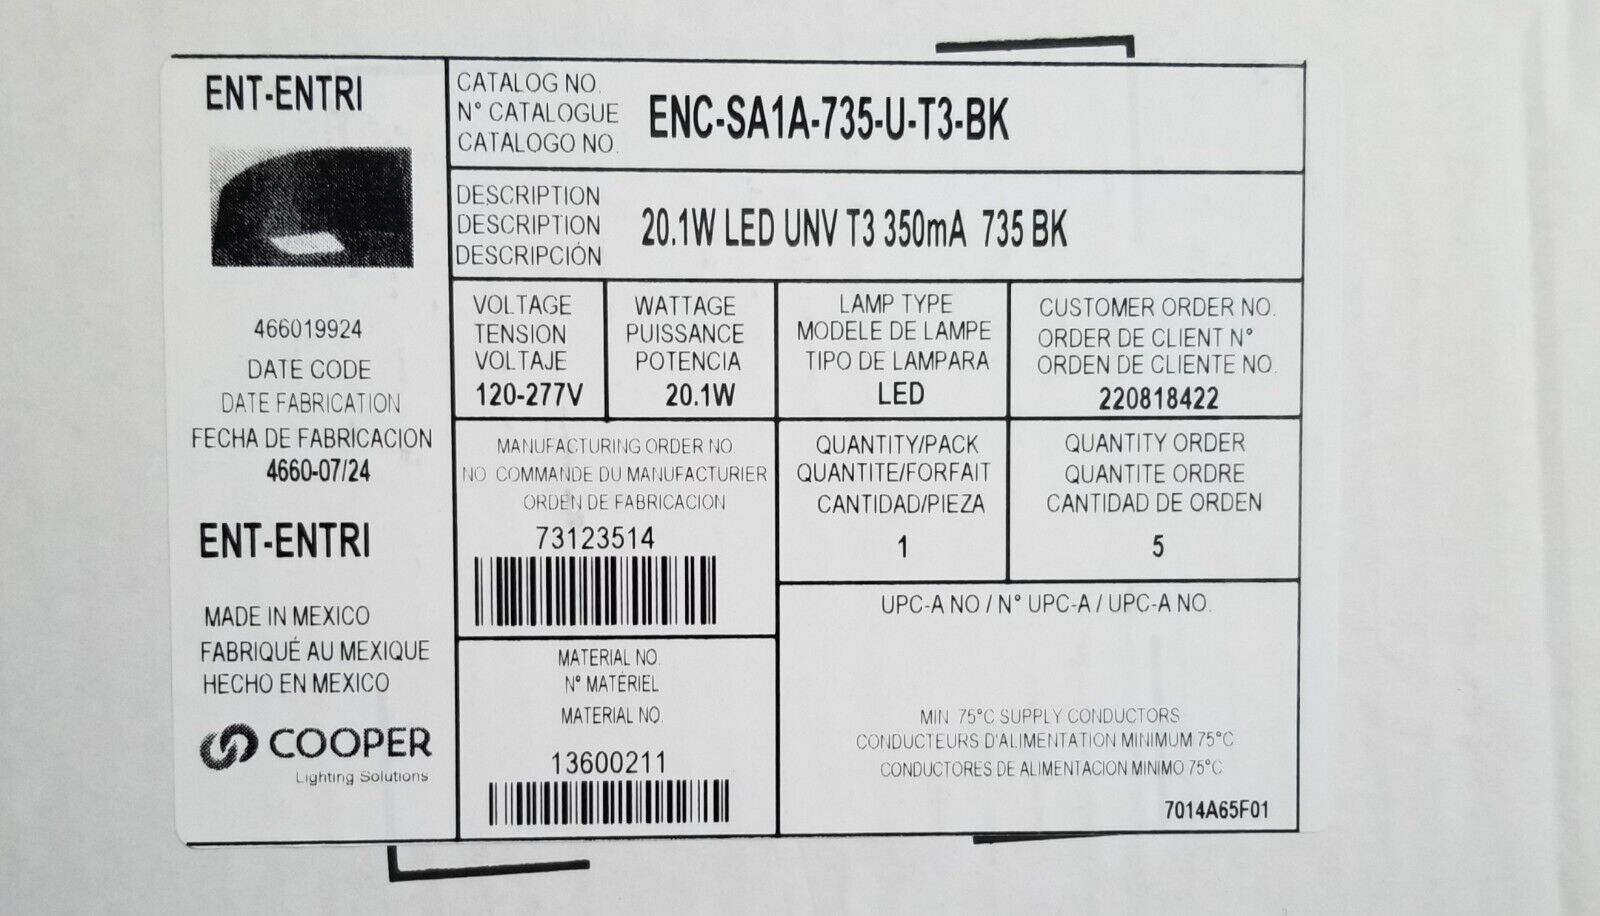 ENT-ENTRI
466019924
DATE CODE
DATE FABRICATION
FECHA DE FABRICACION
4660-07/24
ENT-ENTRI
MADE IN MEXICO
FABRIQUÉ AU MEXIQUE
HECHO EN MEXICO
COOPER
Lighting Solutions
CATALOG NO.
N° CATALOGUE
CATALOGO NO.
ENC-SA1A-735-U-T3-BK
DESCRIPTION
DESCRIPTION
DESCRIPCIÓN
20.1W LED UNV T3 350mA 735 BK
VOLTAGE
TENSION
VOLTAJE
120-277V
WATTAGE
PUISSANCE
POTENCIA
20.1W
LAMP TYPE
MODELE DE LAMPE
TIPO DE LAMPARA
LED
CUSTOMER ORDER NO.
ORDER DE CLIENT N°
ORDEN DE CLIENTE NO.
220818422
MANUFACTURING ORDER NO.
NO. COMMANDE DU MANUFACTURIER
ORDEN DE FABRICACION
73123514
QUANTITY/PACK
QUANTITE/FORFAIT
CANTIDAD/PIEZA
1
QUANTITY ORDER
QUANTITE ORDRE
CANTIDAD DE ORDEN
5
MATERIAL NO.
N° MATÉRIEL
MATERIAL NO.
13600211
UPC-A NO / N° UPC-A / UPC-A NO.
MIN. 75°C SUPPLY CONDUCTORS
CONDUCTEURS D'ALIMENTATION MINIMUM 75°C
CONDUCTORES DE ALIMENTACION MINIMO 75°C
7014A65F01